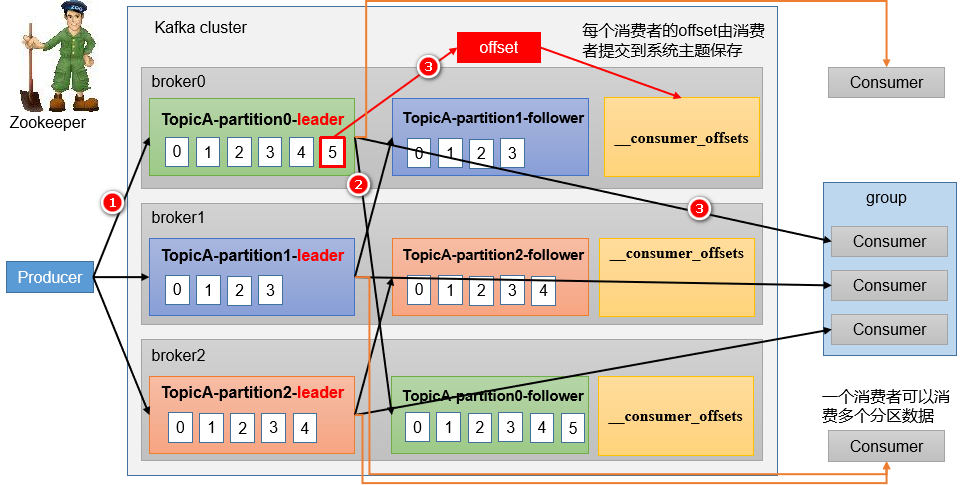 ZOO
Zookeeper
Kafka cluster
offset
每个消费者的offset由消费
者提交到系统主题保存
Consumer
broker0
TopicA-partition0-leader
0 1 2 3 4 5
TopicA-partition1-follower
0 1 2 3
__consumer_offsets
3
1
2
3
broker1
TopicA-partition1-leader
0 1 2 3
TopicA-partition2-follower
0 1 2 3 4
__consumer_offsets
Producer
broker2
TopicA-partition2-leader
0 1 2 3 4
TopicA-partition0-follower
0 1 2 3 4 5
__consumer_offsets
group
Consumer
Consumer
Consumer
一个消费者可以消
费多个分区数据
Consumer